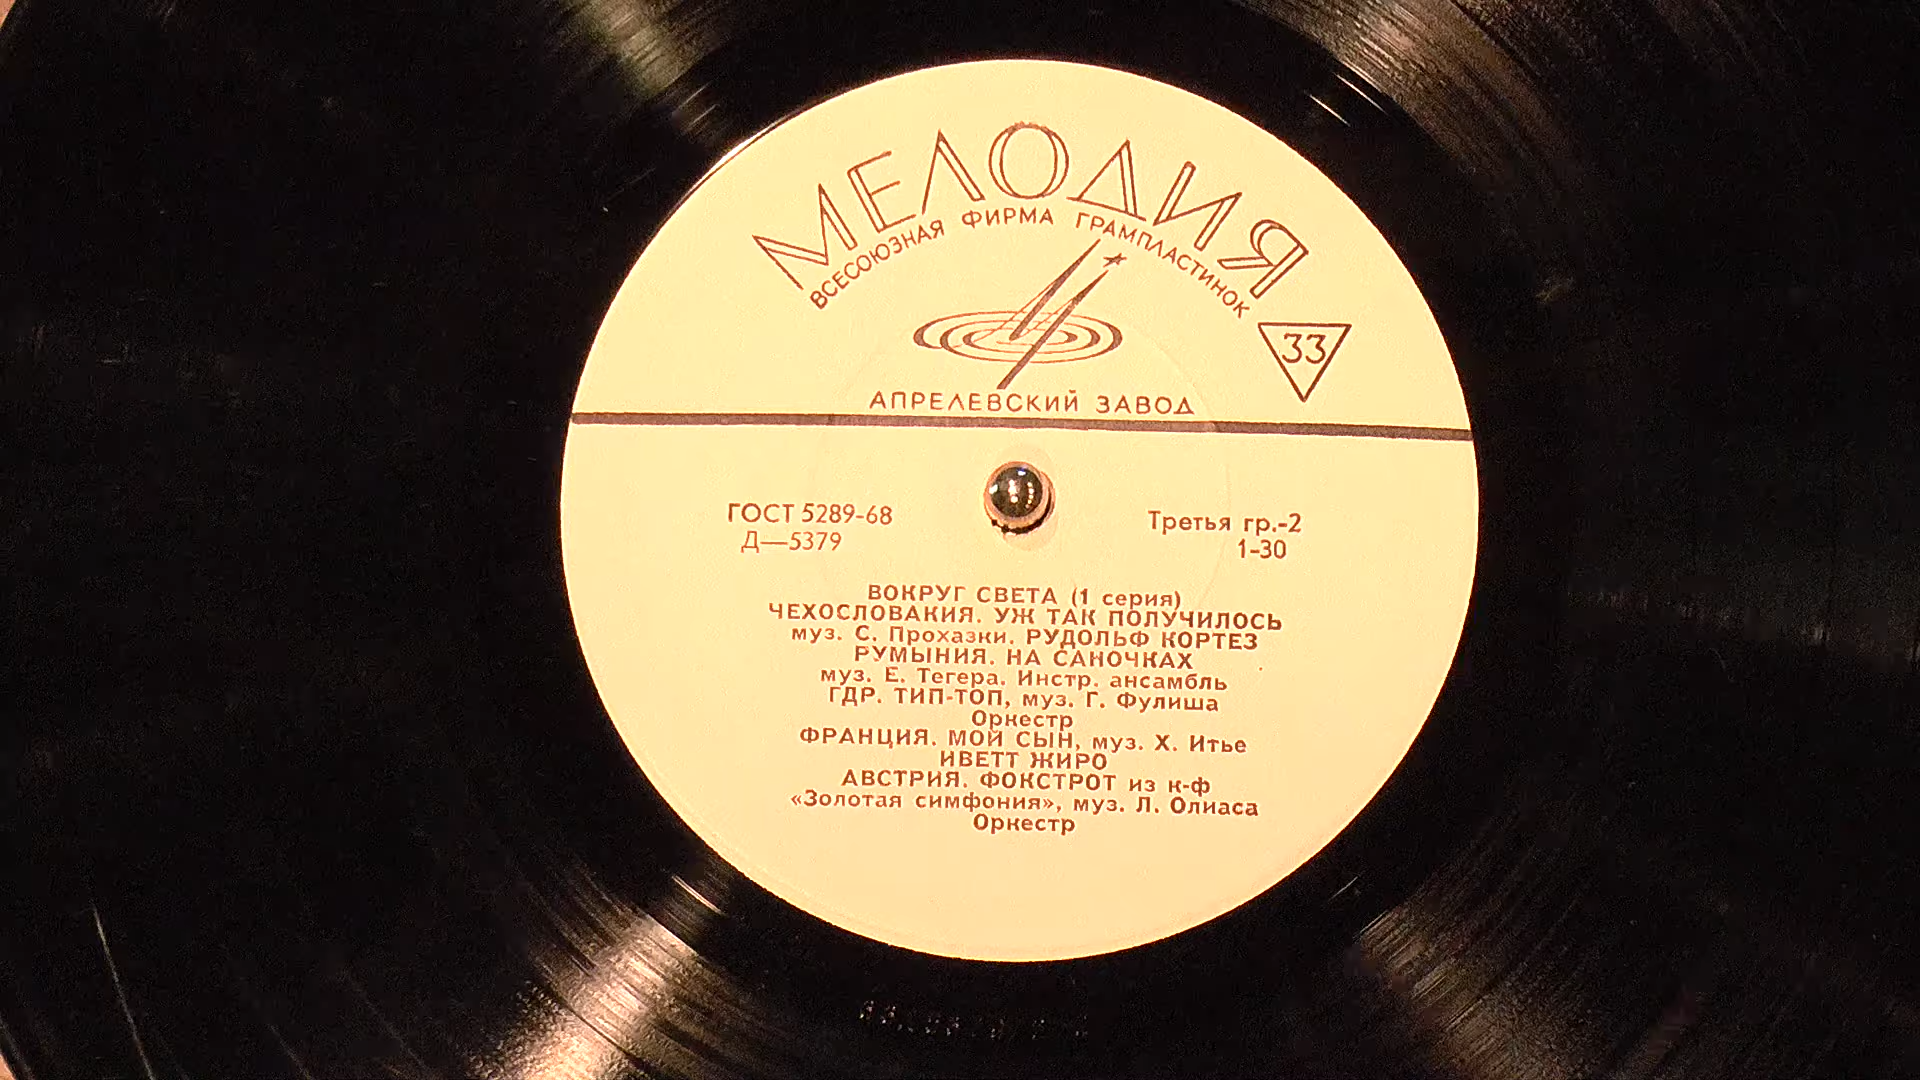 МЕЛОДИЯ
ВСЕСОЮЗНАЯ ФИРМА ГРАМПЛАСТИНОК
33
АПРЕЛЕВСКИЙ ЗАВОД
ГОСТ 5289-68
Д—5379
Третья гр.-2
1-30
ВОКРУГ СВЕТА (1 серия)
ЧЕХОСЛОВАКИЯ. УЖ ТАК ПОЛУЧИЛОСЬ
муз. С. Прохазки. РУДОЛЬФ КОРТЕЗ
РУМЫНИЯ. НА САНОЧКАХ
муз. Е. Тегера. Инстр. ансамбль
ГДР. ТИП-ТОП, муз. Г. Фулиша
Оркестр
ФРАНЦИЯ. МОЙ СЫН, муз. Х. Итье
ИВЕТТ ЖИРО
АВСТРИЯ. ФОКСТРОТ из к-ф
«Золотая симфония», муз. Л. Олиаса
Оркестр